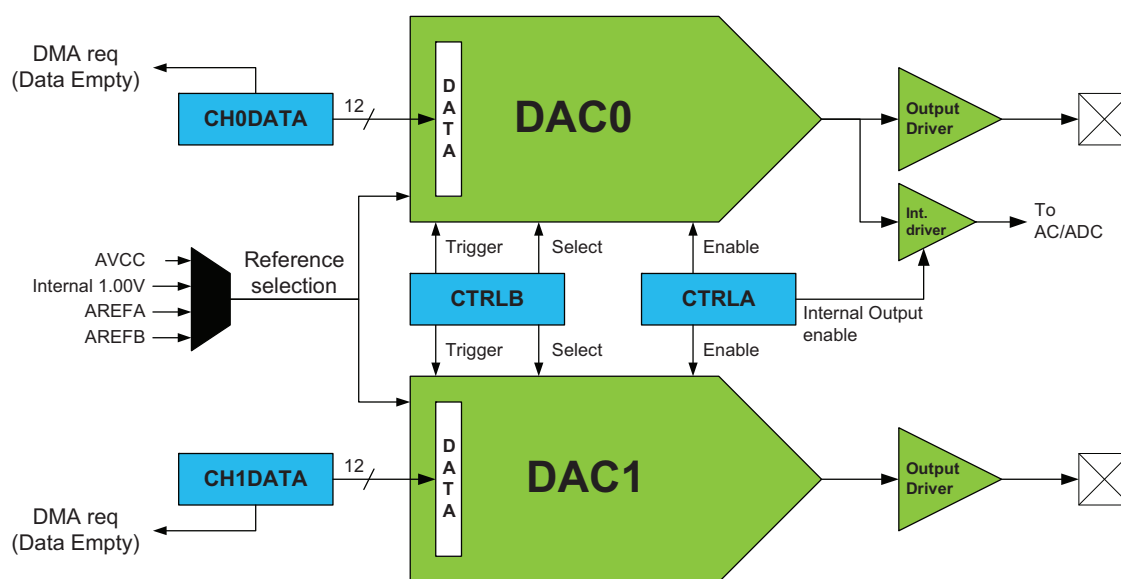 DMA req
(Data Empty)
CH0DATA
12
D
A
T
A
DAC0
Output
Driver
Int.
driver
To
AC/ADC
Trigger
Select
Enable
AVCC
Internal 1.00V
AREFA
AREFB
Reference
selection
CTRLB
CTRLA
Internal Output
enable
Trigger
Select
Enable
CH1DATA
12
D
A
T
A
DAC1
Output
Driver
DMA req
(Data Empty)